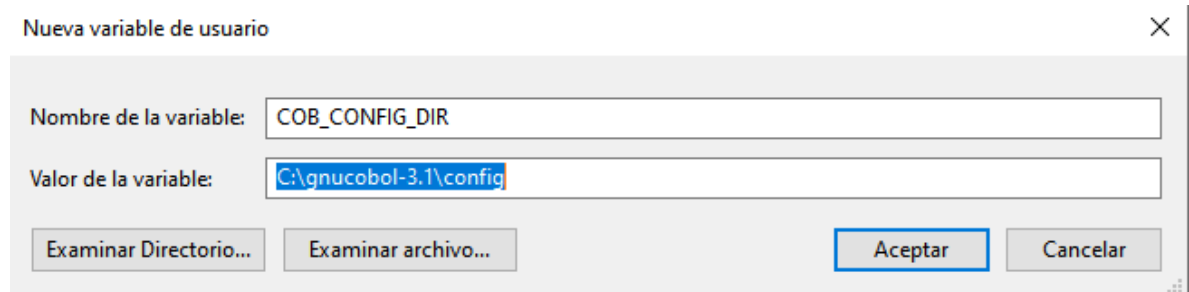 Nueva variable de usuario
Nombre de la variable: COB_CONFIG_DIR
Valor de la variable: C:\gnucobol-3.1\config
Examinar Directorio... Examinar archivo... Aceptar Cancelar